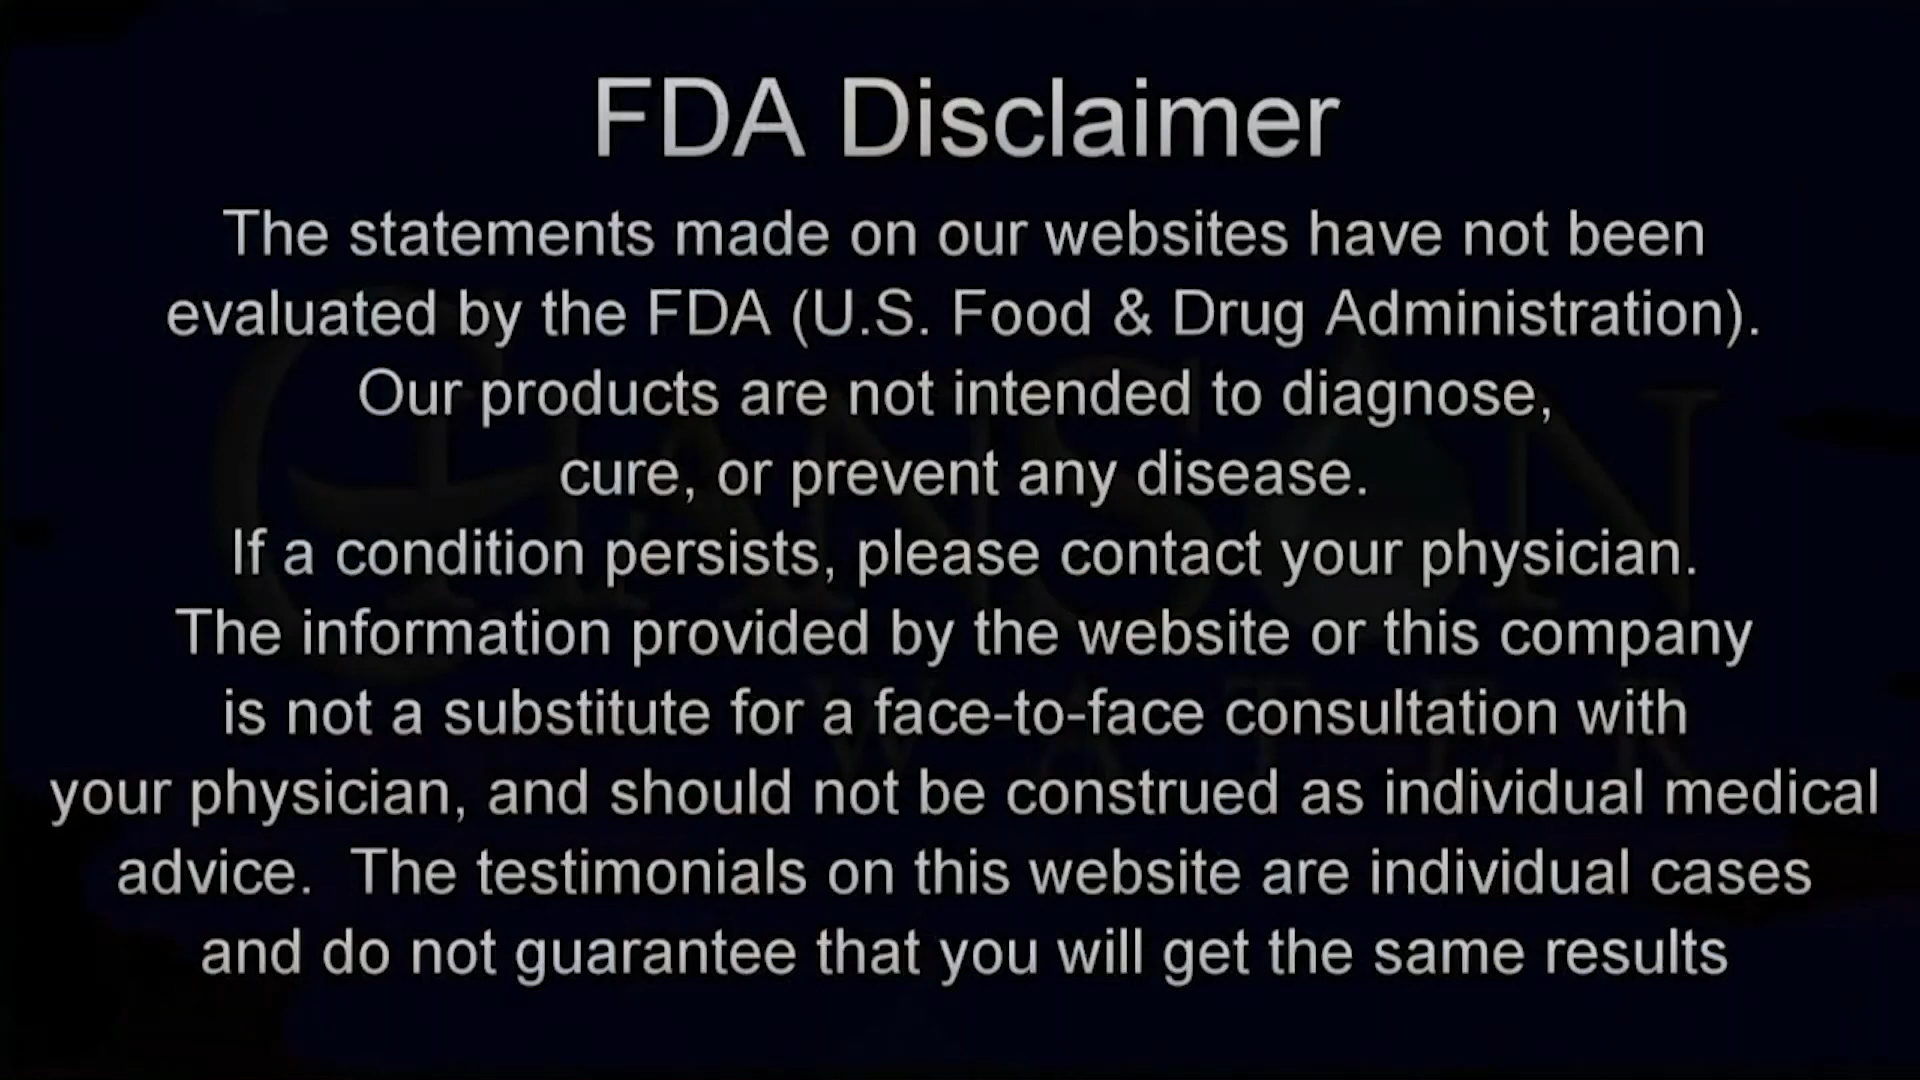 FDA Disclaimer
The statements made on our websites have not been
evaluated by the FDA (U.S. Food & Drug Administration).
Our products are not intended to diagnose,
cure, or prevent any disease.
If a condition persists, please contact your physician.
The information provided by the website or this company
is not a substitute for a face-to-face consultation with
your physician, and should not be construed as individual medical
advice.  The testimonials on this website are individual cases
and do not guarantee that you will get the same results
CHANSON
WATER